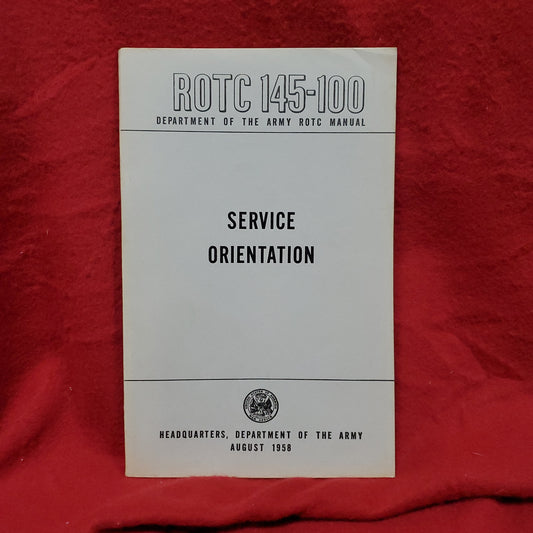 ROTC 145-100
DEPARTMENT OF THE ARMY ROTC MANUAL
SERVICE
ORIENTATION
HEADQUARTERS, DEPARTMENT OF THE ARMY
AUGUST 1958